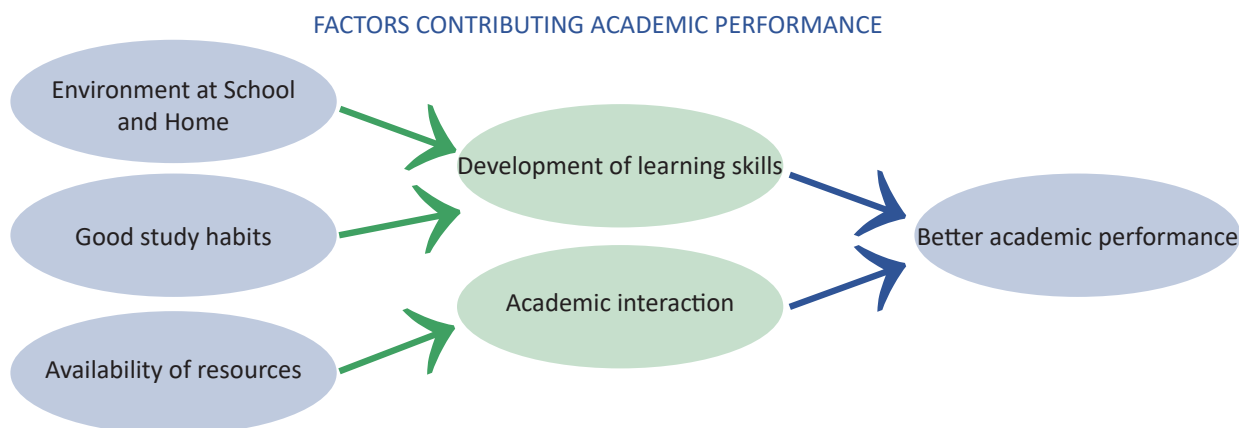 FACTORS CONTRIBUTING ACADEMIC PERFORMANCE
Environment at School
and Home
Development of learning skills
Good study habits
Better academic performance
Academic interaction
Availability of resources